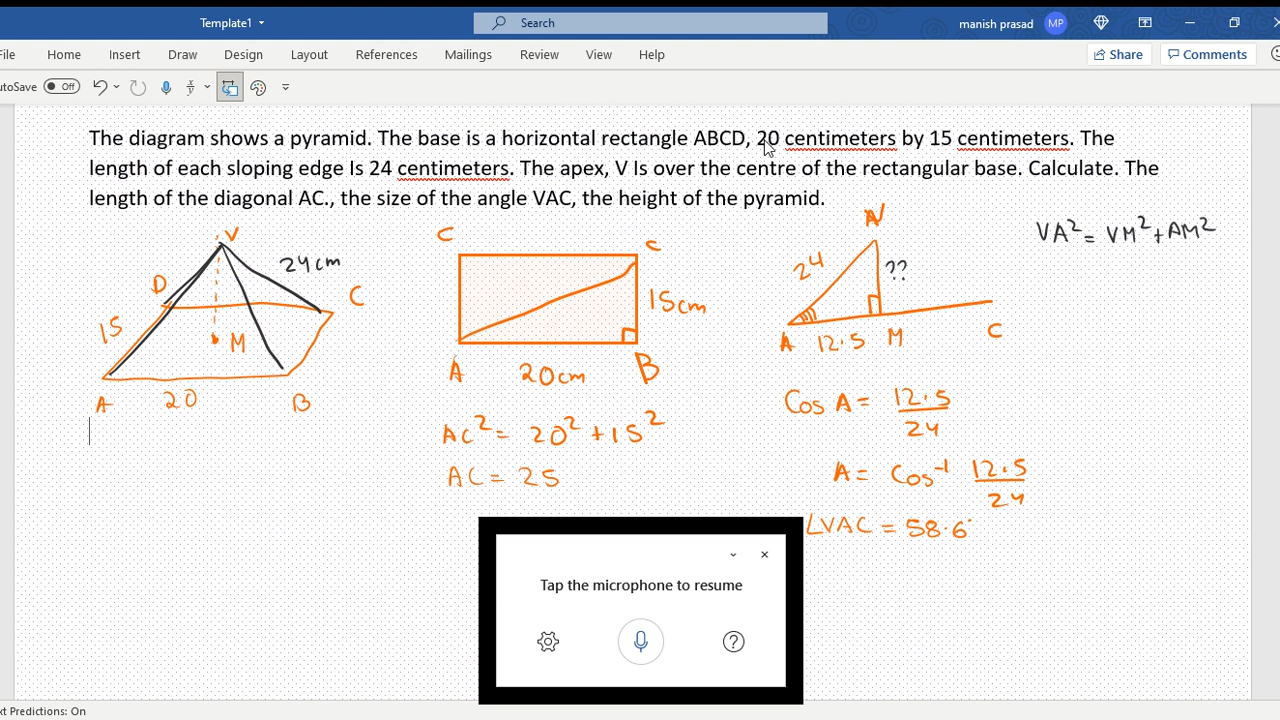 Template1
Search
manish prasad
MP
File Home Insert Draw Design Layout References Mailings Review View Help
Share
Comments
AutoSave Off
The diagram shows a pyramid. The base is a horizontal rectangle ABCD, 20 centimeters by 15 centimeters. The
length of each sloping edge Is 24 centimeters. The apex, V Is over the centre of the rectangular base. Calculate. The
length of the diagonal AC., the size of the angle VAC, the height of the pyramid.
V
24cm
D
C
15
M
A
20
B
C
C
15cm
A
20cm
B
AC² = 20² + 15²
AC = 25
V
24
??
A
12.5
M
C
Cos A = 12.5/24
A = Cos⁻¹ 12.5/24
∠VAC = 58.6
VA² = VM² + AM²
Tap the microphone to resume
?
xt Predictions: On